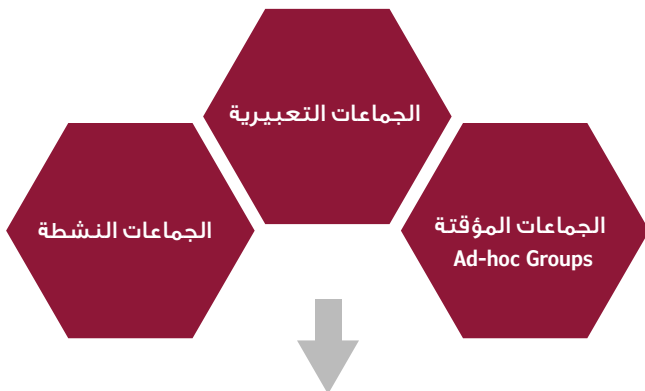 الجماعات التعبيرية
الجماعات المؤقتة
Ad-hoc Groups
الجماعات النشطة